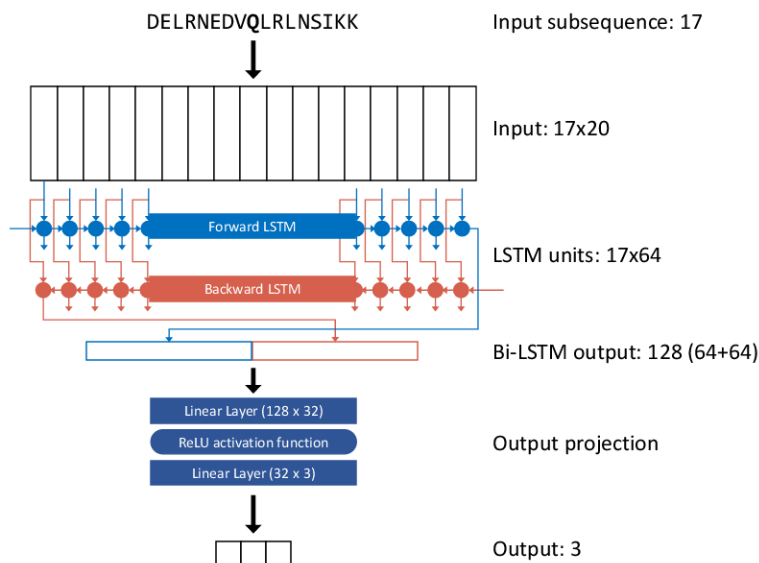 DELRNEDVQLRLNSIKK
Input subsequence: 17
Input: 17x20
Forward LSTM
LSTM units: 17x64
Backward LSTM
Bi-LSTM output: 128 (64+64)
Linear Layer (128 x 32)
ReLU activation function
Output projection
Linear Layer (32 x 3)
Output: 3